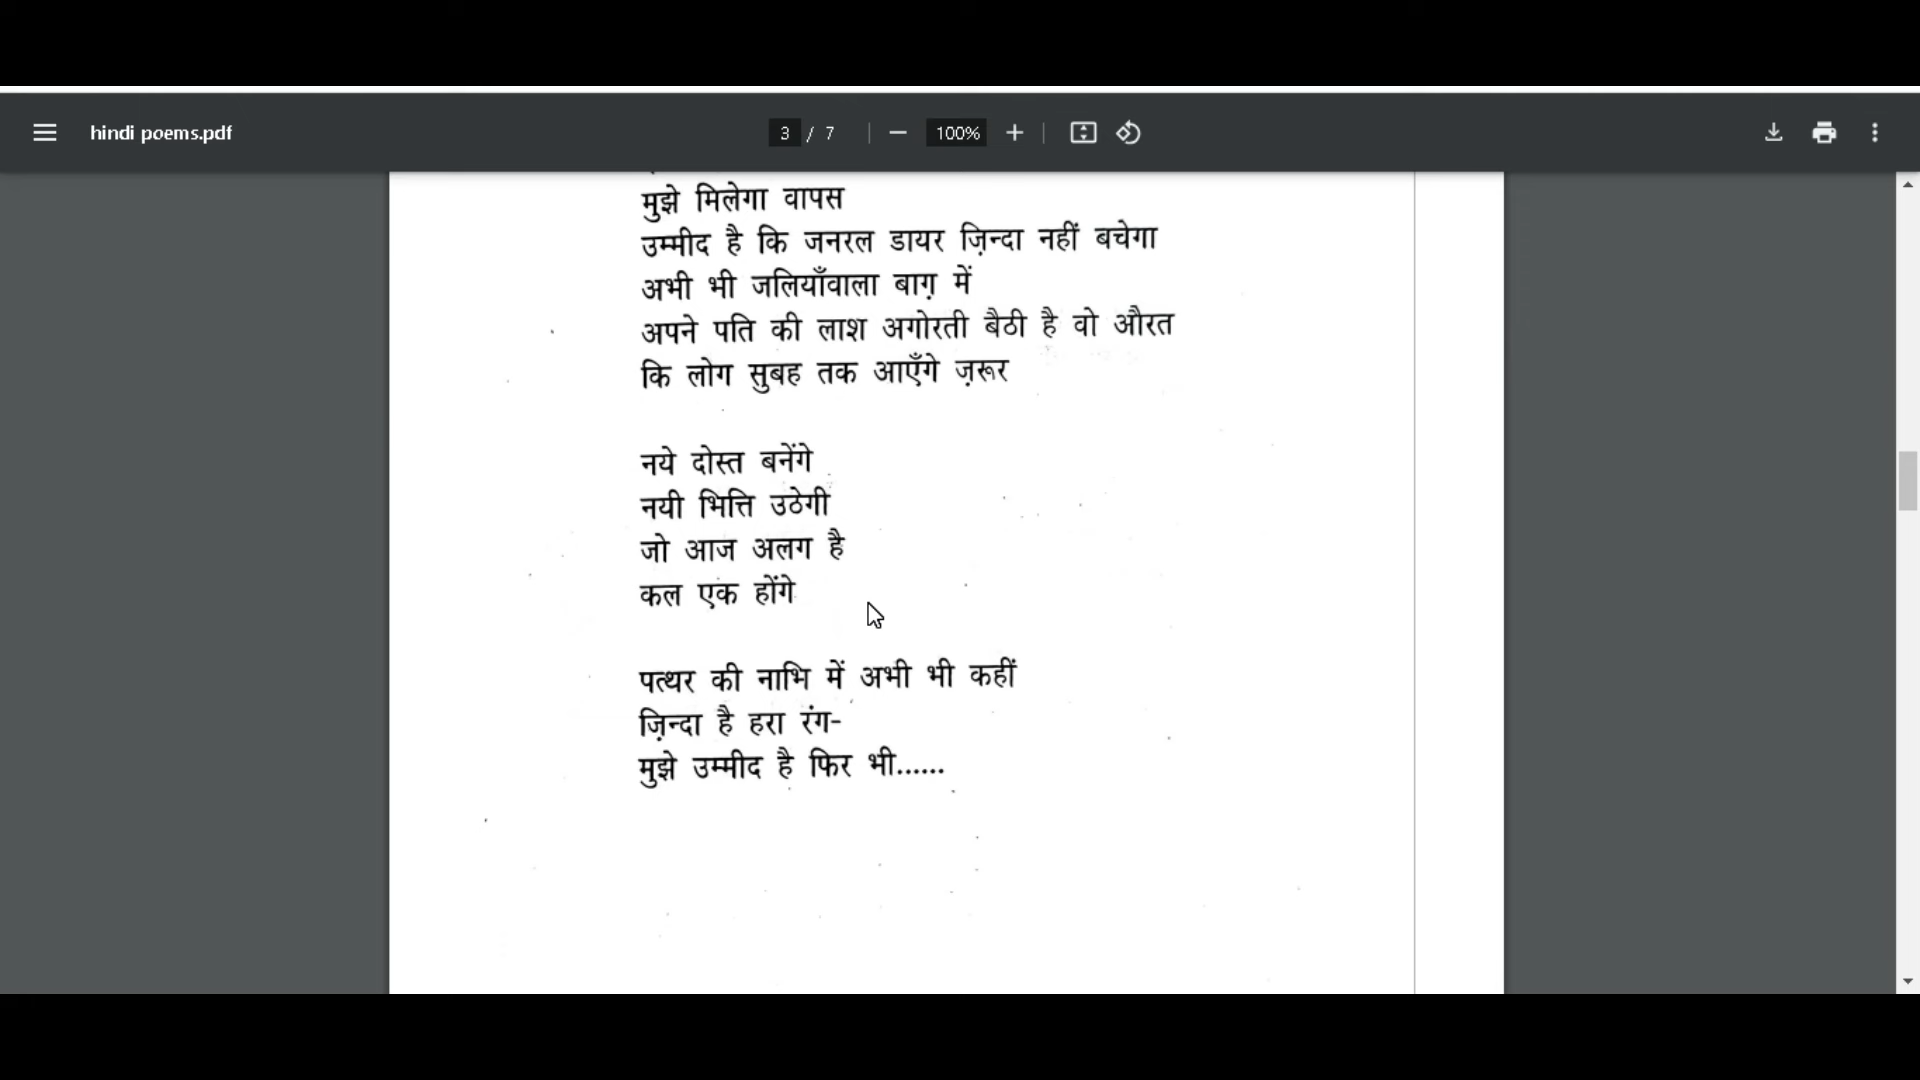 hindi poems.pdf
3 / 7
100%
मुझे मिलेगा वापस
उम्मीद है कि जनरल डायर ज़िन्दा नहीं बचेगा
अभी भी जलियाँवाला बाग़ में
अपने पति की लाश अगोरती बैठी है वो औरत
कि लोग सुबह तक आएँगे ज़रूर
नये दोस्त बनेंगे
नयी भित्ति उठेगी
जो आज अलग है
कल एक होंगे
पत्थर की नाभि में अभी भी कहीं
ज़िन्दा है हरा रंग-
मुझे उम्मीद है फिर भी......